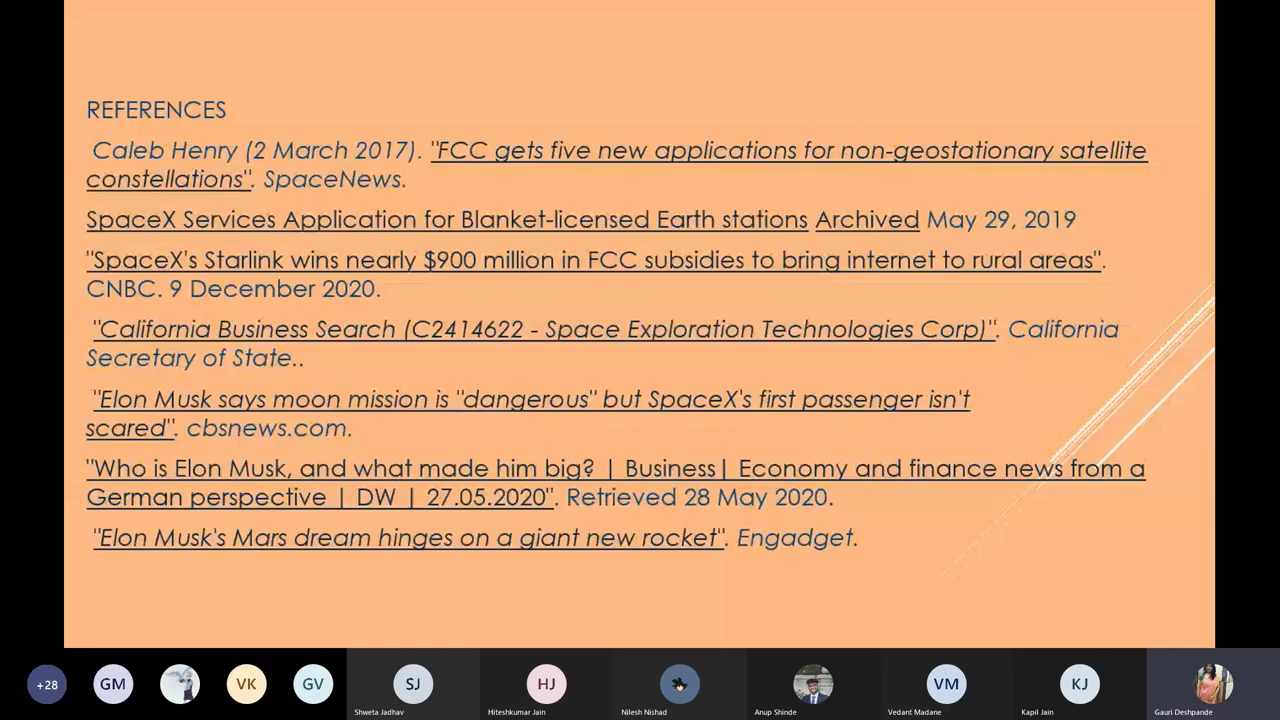 REFERENCES
Caleb Henry (2 March 2017). "FCC gets five new applications for non-geostationary satellite
constellations". SpaceNews.
SpaceX Services Application for Blanket-licensed Earth stations Archived May 29, 2019
"SpaceX's Starlink wins nearly $900 million in FCC subsidies to bring internet to rural areas".
CNBC. 9 December 2020.
"California Business Search (C2414622 - Space Exploration Technologies Corp)". California
Secretary of State..
"Elon Musk says moon mission is "dangerous" but SpaceX's first passenger isn't
scared". cbsnews.com.
"Who is Elon Musk, and what made him big? | Business| Economy and finance news from a
German perspective | DW | 27.05.2020". Retrieved 28 May 2020.
"Elon Musk's Mars dream hinges on a giant new rocket". Engadget.
+28 GM VK GV SJ HJ VM KJ
Shweta Jadhav Hiteshkumar Jain Nilesh Nishad Anup Shinde Vedant Madane Kapil Jain Gauri Deshpande